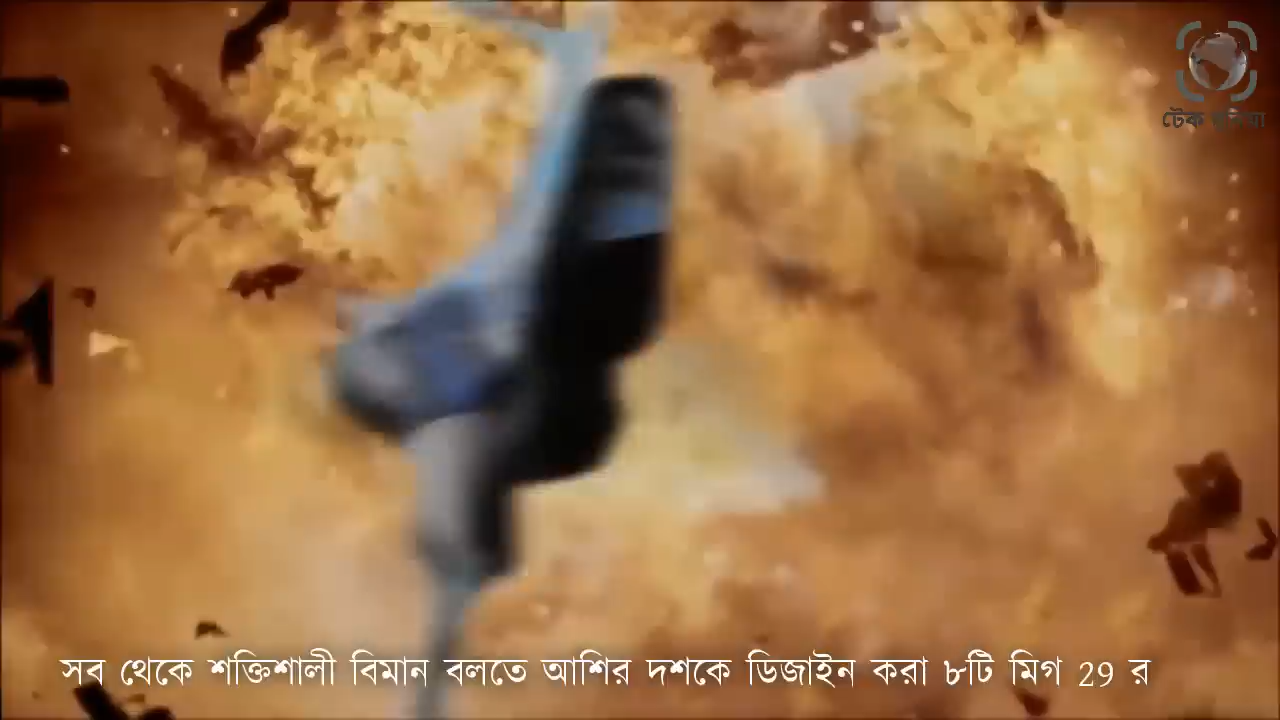 টেক দুনিয়া
সব থেকে শক্তিশালী বিমান বলতে আশির দশকে ডিজাইন করা ৮টি মিগ 29 র